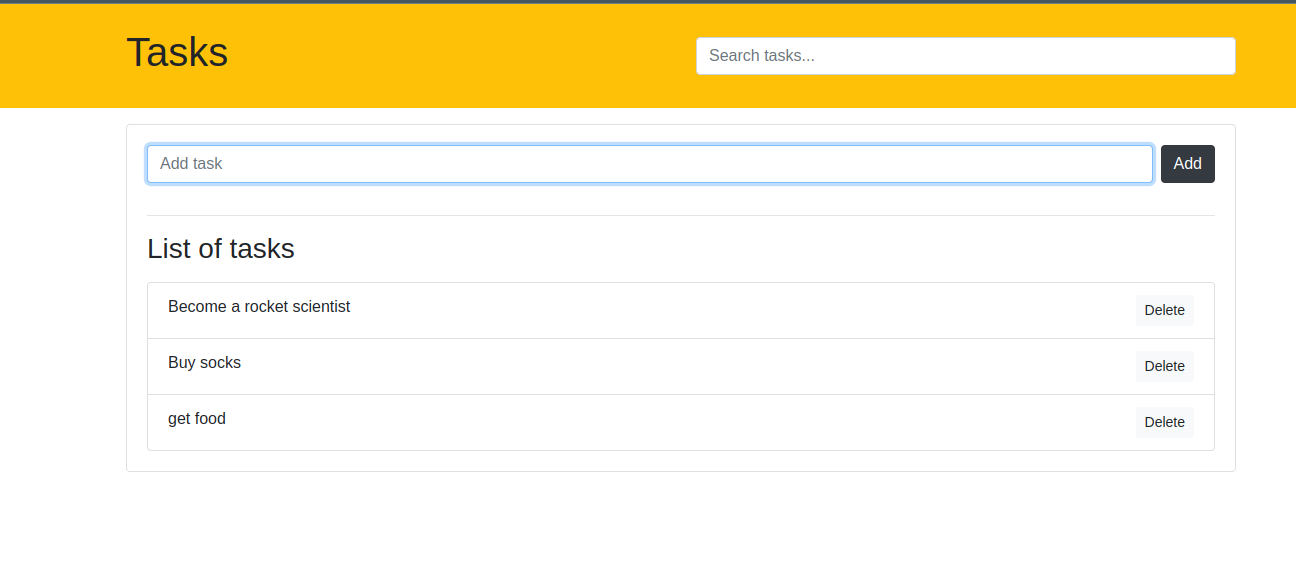 Tasks
Search tasks...
Add task
Add
List of tasks
Become a rocket scientist
Delete
Buy socks
Delete
get food
Delete